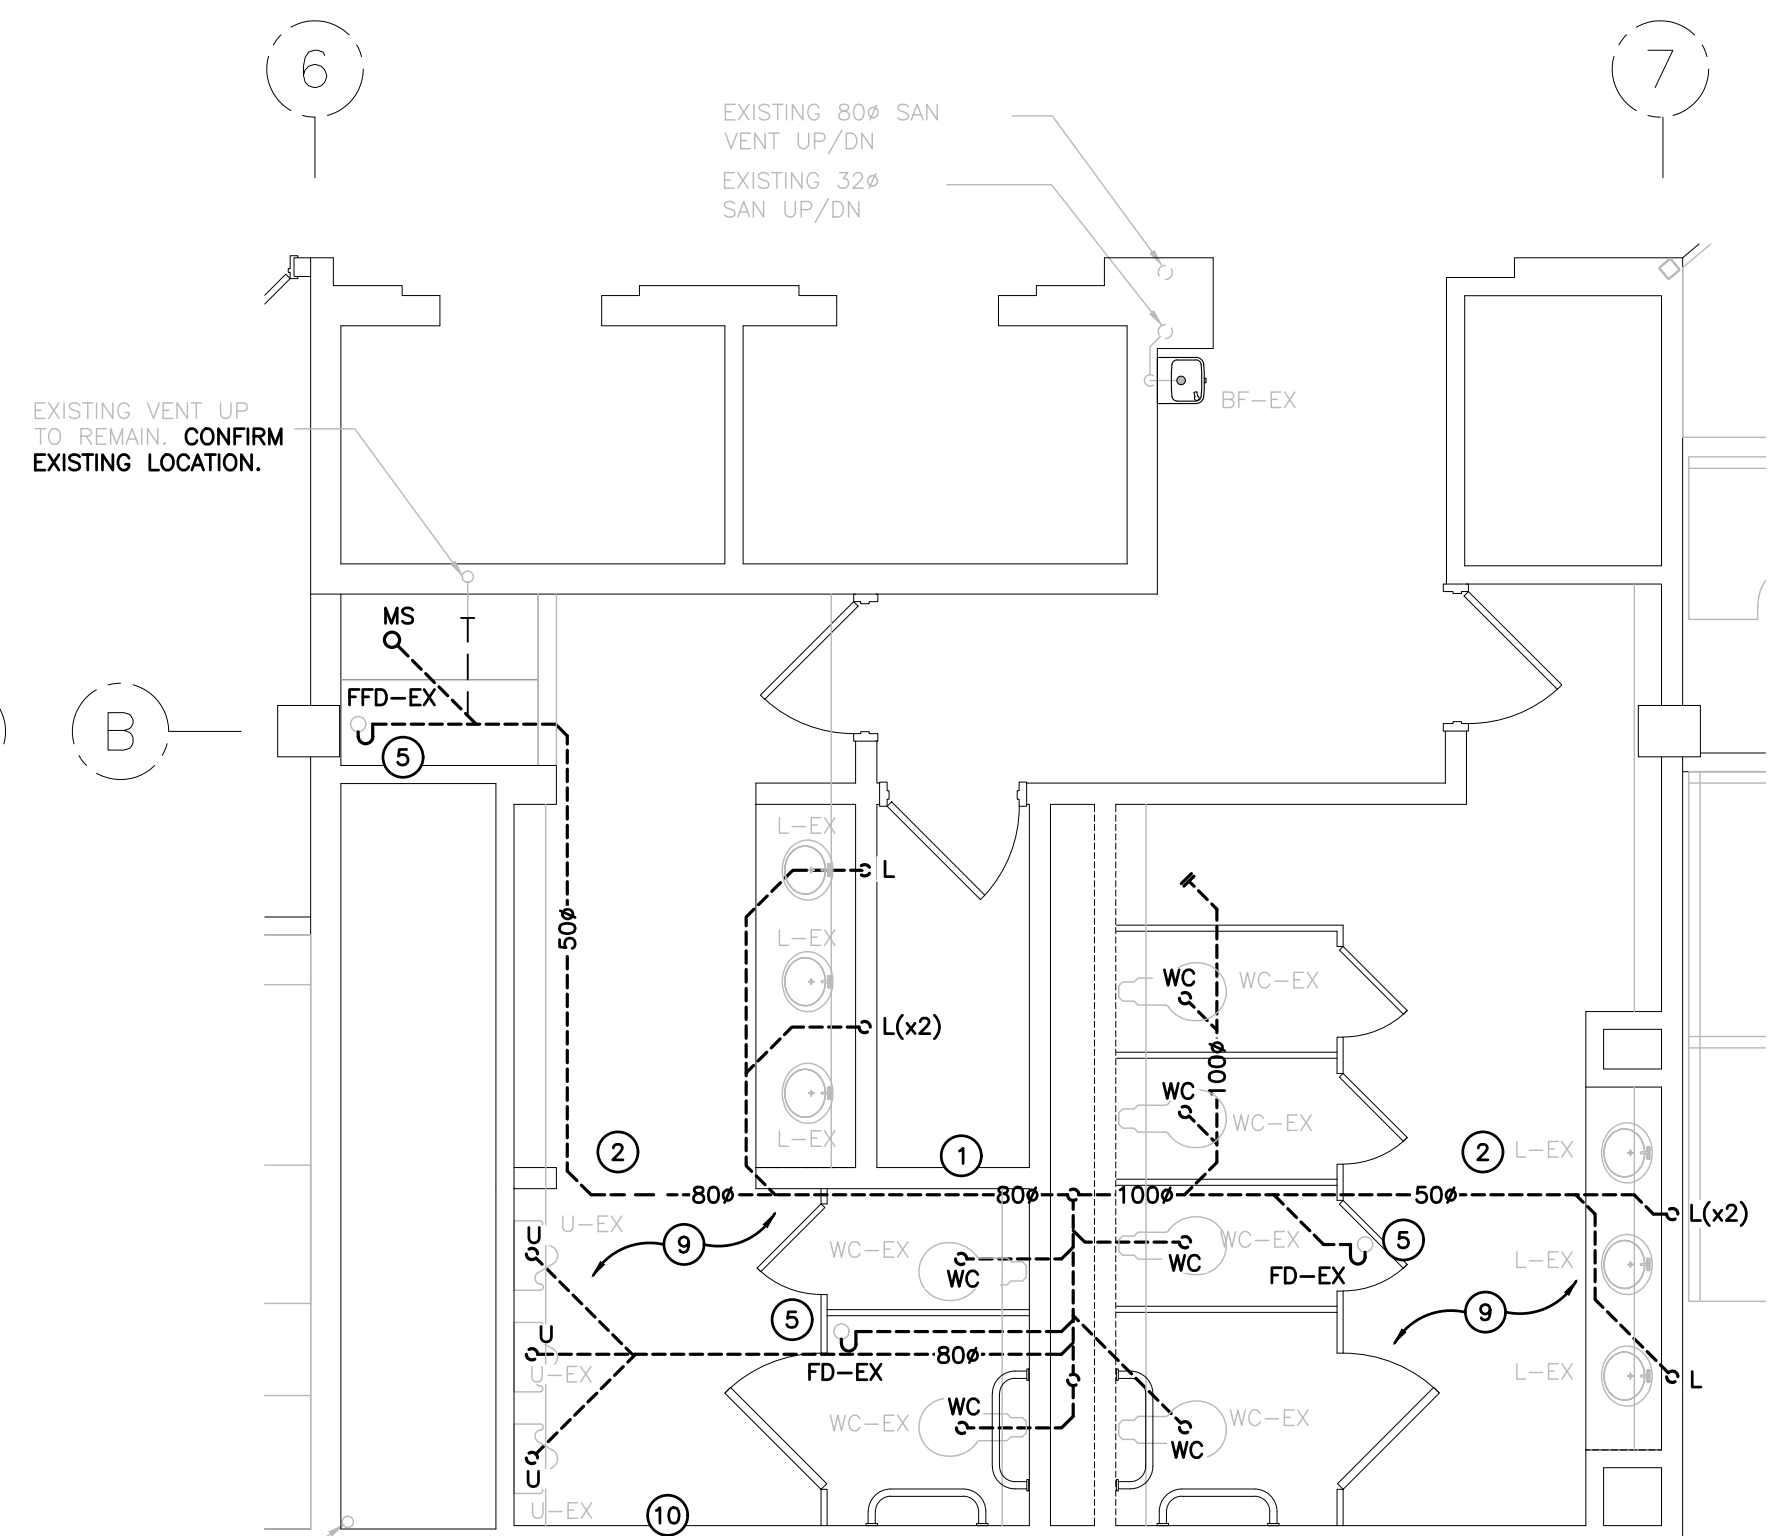 6
7
EXISTING 80ø SAN
VENT UP/DN
EXISTING 32ø
SAN UP/DN
BF-EX
EXISTING VENT UP
TO REMAIN. CONFIRM
EXISTING LOCATION.
MS
FFD-EX
B
5
L-EX
L
50ø
L-EX
WC
WC-EX
L(x2)
100ø
WC
WC-EX
L-EX
2
1
2
L-EX
80ø
80ø
100ø
50ø
L(x2)
U
U-EX
9
WC-EX
WC
WC-EX
WC
5
FD-EX
L-EX
5
9
U
80ø
U-EX
FD-EX
L-EX
L
WC
WC-EX
WC-EX
WC
U
U-EX
10